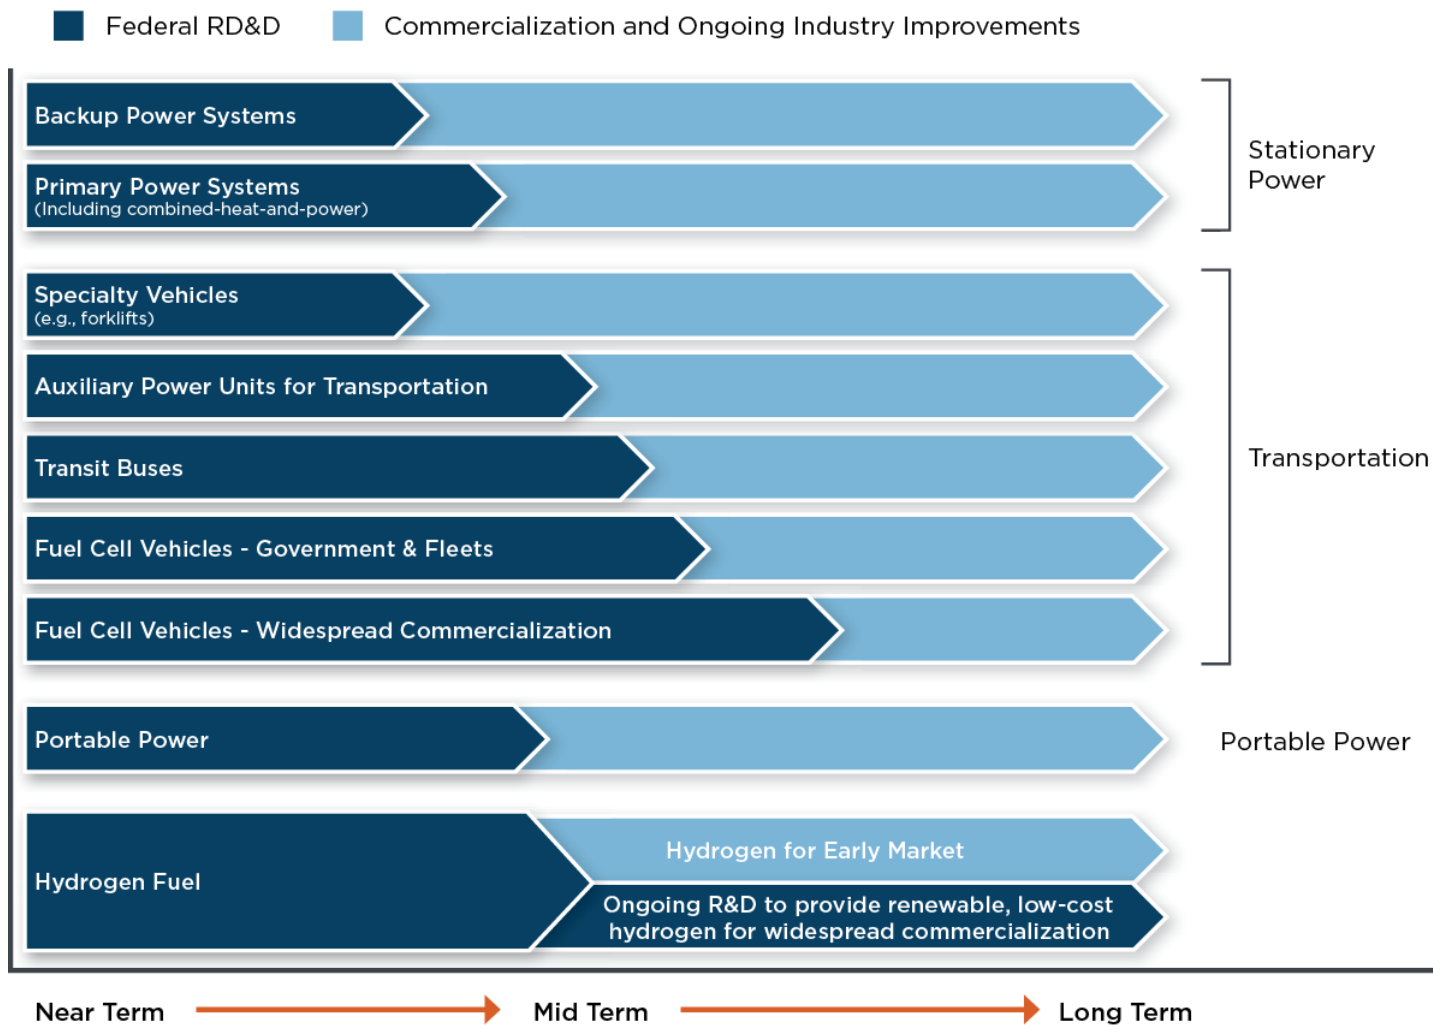 Federal RD&D
Commercialization and Ongoing Industry Improvements
Backup Power Systems
Primary Power Systems
(Including combined-heat-and-power)
Stationary
Power
Specialty Vehicles
(e.g., forklifts)
Auxiliary Power Units for Transportation
Transit Buses
Fuel Cell Vehicles - Government & Fleets
Fuel Cell Vehicles - Widespread Commercialization
Transportation
Portable Power
Portable Power
Hydrogen Fuel
Hydrogen for Early Market
Ongoing R&D to provide renewable, low-cost
hydrogen for widespread commercialization
Near Term
Mid Term
Long Term